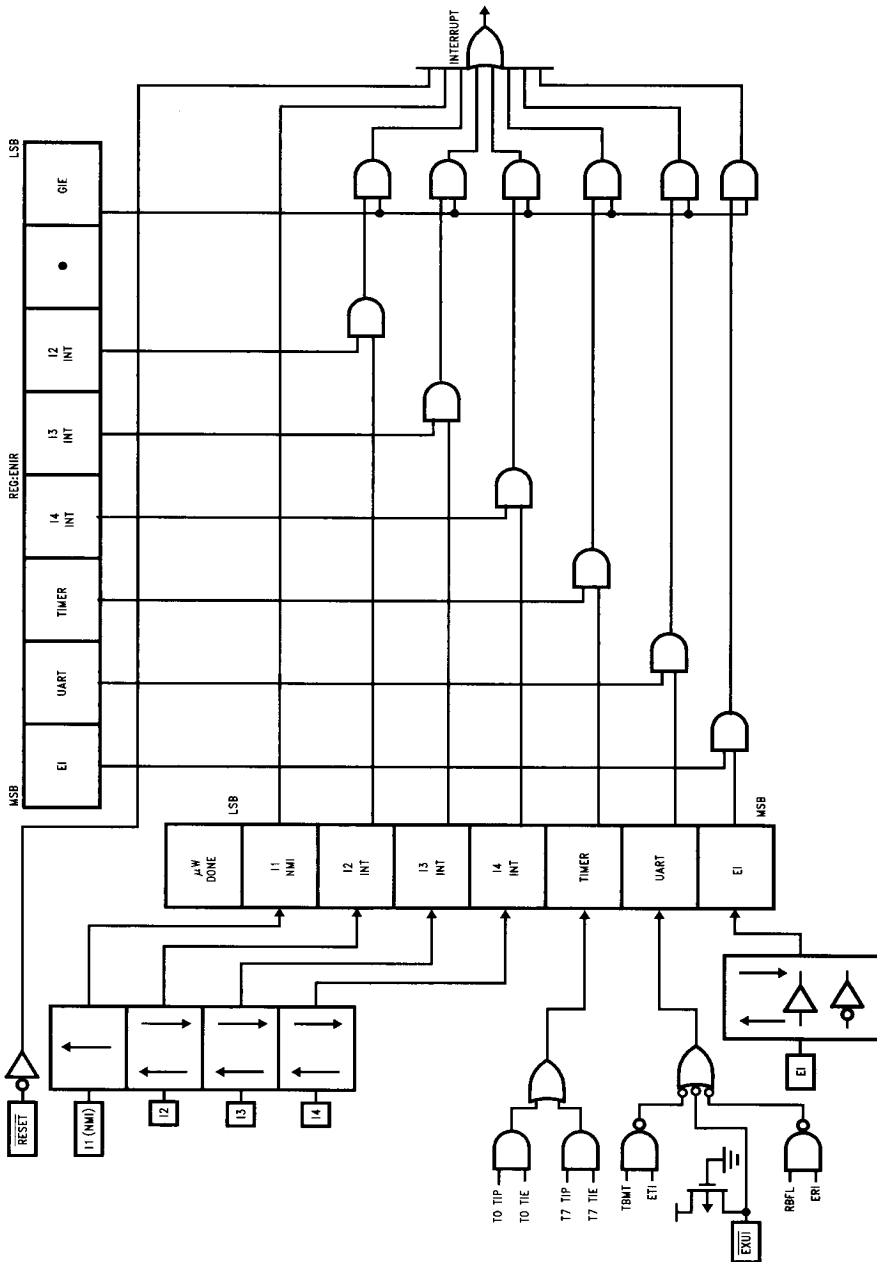 INTERRUPT
REG:ENIR
MSB
LSB
EI
UART
TIMER
I4
INT
I3
INT
I2
INT
GIE
LSB
μW
DONE
I1
NMI
I2
INT
I3
INT
I4
INT
TIMER
UART
EI
MSB
RESET
I1 (NMI)
I2
I3
I4
T0 TIP
T0 TIE
T7 TIP
T7 TIE
TBMT
ETI
EXUI
RBFL
ERI
EI